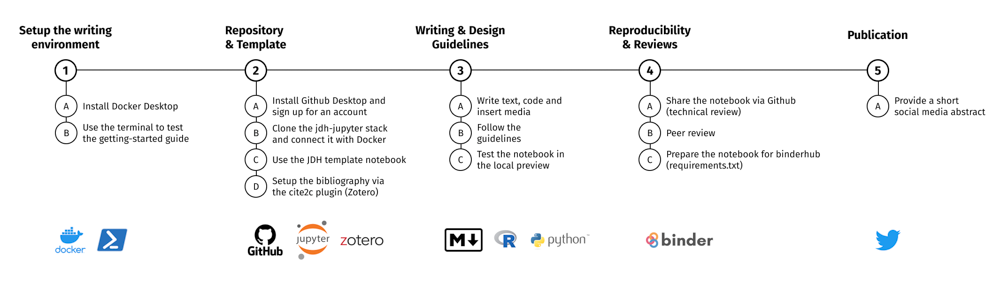 Setup the writing
environment
Repository
& Template
Writing & Design
Guidelines
Reproducibility
& Reviews
Publication
1
2
3
4
5
A
Install Docker Desktop
B
Use the terminal to test
the getting-started guide
A
Install Github Desktop and
sign up for an account
B
Clone the jdh-jupyter stack
and connect it with Docker
C
Use the JDH template notebook
D
Setup the bibliography via
the cite2c plugin (Zotero)
A
Write text, code and
insert media
B
Follow the
guidelines
C
Test the notebook in
the local preview
A
Share the notebook via Github
(technical review)
B
Peer review
C
Prepare the notebook for binderhub
(requirements.txt)
A
Provide a short
social media abstract
docker
GitHub
jupyter
zotero
M
R
python™
binder